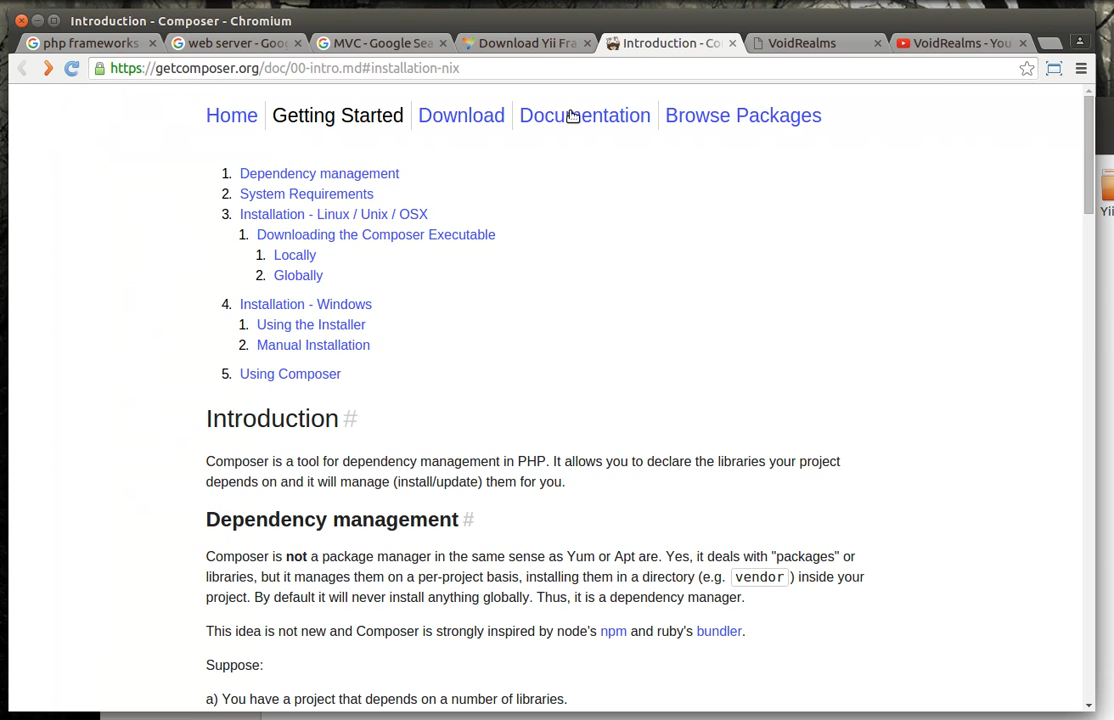 Introduction - Composer - Chromium
php frameworks
web server - Goo
MVC - Google Sea
Download Yii Fra
Introduction - Co
VoidRealms
VoidRealms - You
https://getcomposer.org/doc/00-intro.md#installation-nix
Home Getting Started Download Documentation Browse Packages
1. Dependency management
2. System Requirements
3. Installation - Linux / Unix / OSX
1. Downloading the Composer Executable
1. Locally
2. Globally
4. Installation - Windows
1. Using the Installer
2. Manual Installation
5. Using Composer
Introduction #
Composer is a tool for dependency management in PHP. It allows you to declare the libraries your project
depends on and it will manage (install/update) them for you.
Dependency management #
Composer is not a package manager in the same sense as Yum or Apt are. Yes, it deals with "packages" or
libraries, but it manages them on a per-project basis, installing them in a directory (e.g. vendor ) inside your
project. By default it will never install anything globally. Thus, it is a dependency manager.
This idea is not new and Composer is strongly inspired by node's npm and ruby's bundler.
Suppose:
a) You have a project that depends on a number of libraries.
Yii